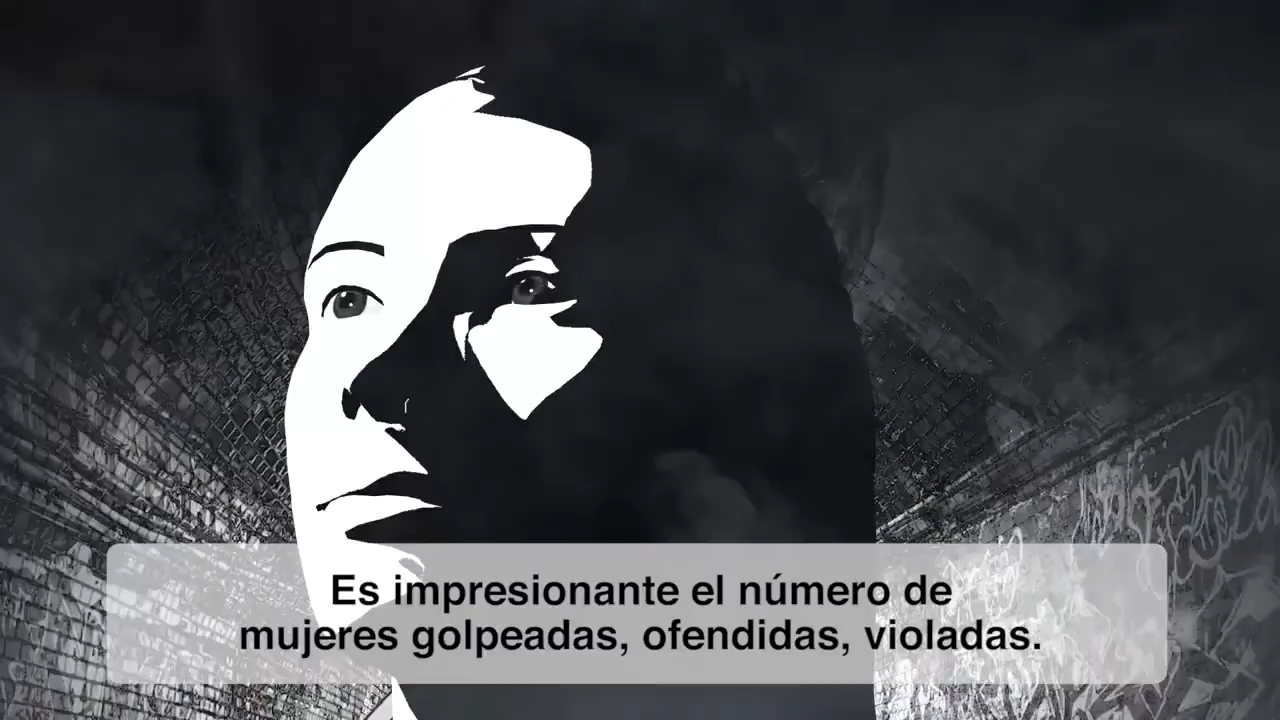 Es impresionante el número de
mujeres golpeadas, ofendidas, violadas.